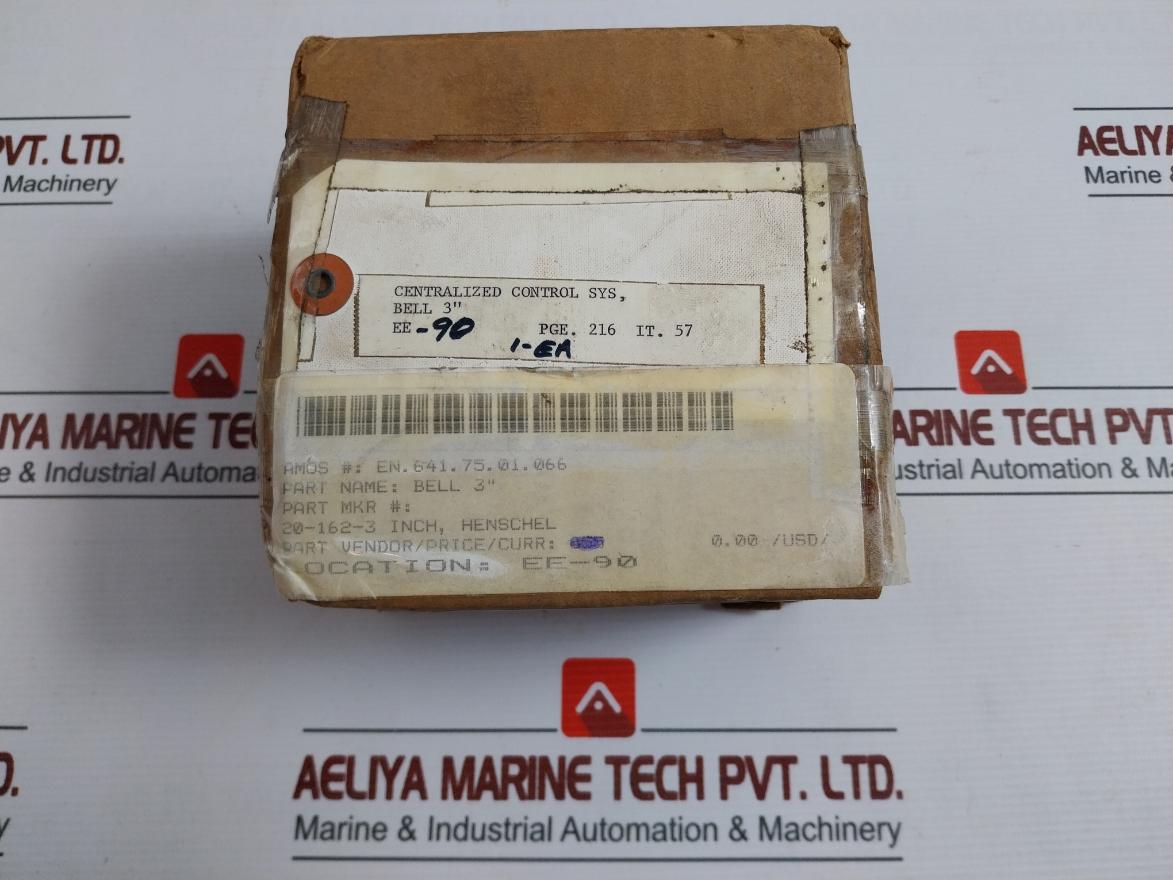 PVT. LTD.
Machinery
AELIYA
Marine &
CENTRALIZED CONTROL SYS,
BELL 3"
EE -90 PGE. 216 IT. 57
1-EA
IYA MARINE TEC
& Industrial Automa
ARINE TECH PVT.
ustrial Automation & Ma
AMOS #: EN.641.75.01.066
PART NAME: BELL 3"
PART MKR #:
20-162-3 INCH, HENSCHEL
PART VENDOR/PRICE/CURR: 0.00 /USD/
LOCATION: EE-90
AELIYA MARINE TECH PVT. LTD.
Marine & Industrial Automation & Machinery
D.
y